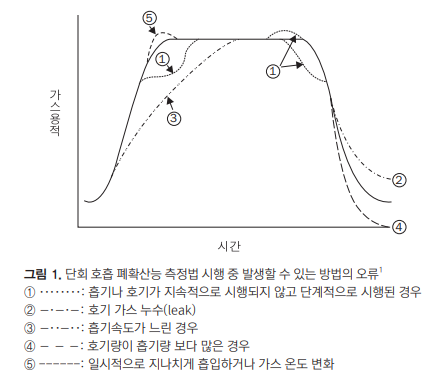 ⑤
①
①
③
②
④
가스용적
시간
그림 1. 단회 호흡 폐확산능 측정법 시행 중 발생할 수 있는 방법의 오류1
① ········: 흡기나 호기가 지속적으로 시행되지 않고 단계적으로 시행된 경우
② –·–·–: 호기 가스 누수(leak)
③ –··–··: 흡기속도가 느린 경우
④ – – –: 호기량이 흡기량 보다 많은 경우
⑤ ------: 일시적으로 지나치게 흡입하거나 가스 온도 변화